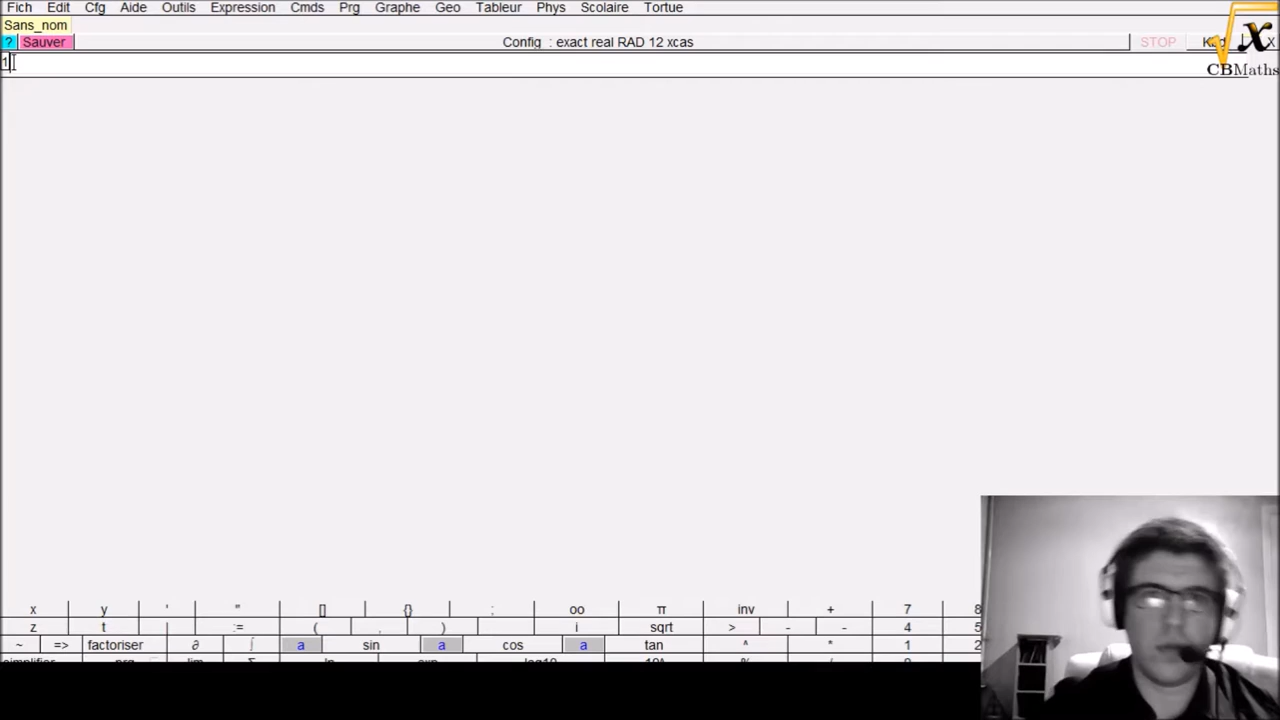 Fich Edit Cfg Aide Outils Expression Cmds Prg Graphe Geo Tableur Phys Scolaire Tortue
Sans_nom
? Sauver Config : exact real RAD 12 xcas STOP X
x
CBMaths
1
x y ' " [] {} ; oo π inv + 7 8
z t | := ( , ) i sqrt > - - 4 5
~ => factoriser ∂ ∫ a sin a cos a tan ^ * 1 2